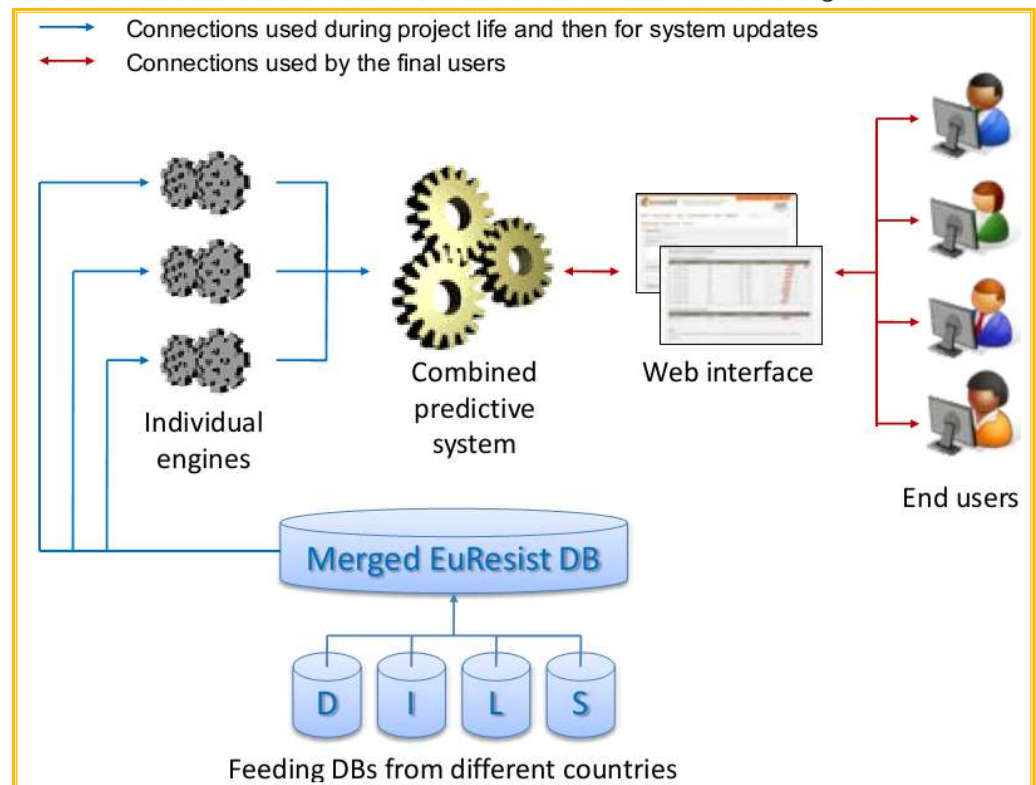 Connections used during project life and then for system updates
Connections used by the final users
Individual
engines
Combined
predictive
system
Web interface
End users
Merged EuResist DB
D I L S
Feeding DBs from different countries